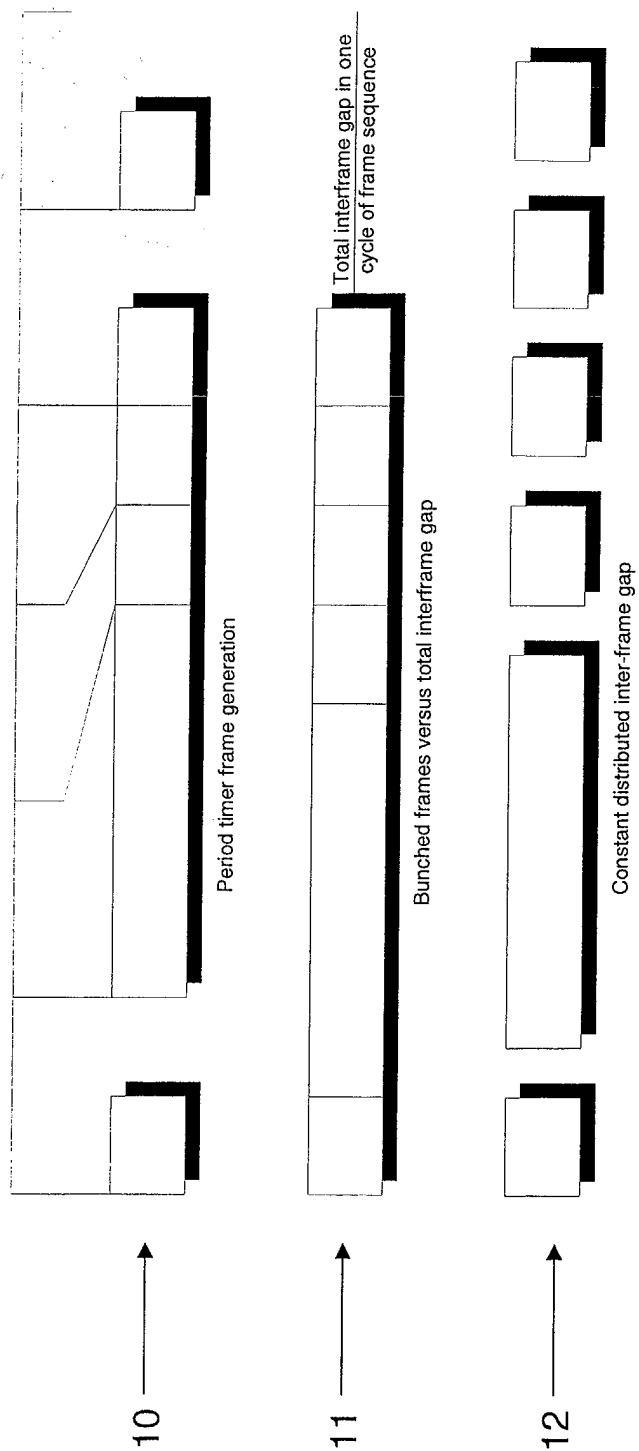 10
Period timer frame generation
11
Total interframe gap in one
cycle of frame sequence
Bunched frames versus total interframe gap
12
Constant distributed inter-frame gap